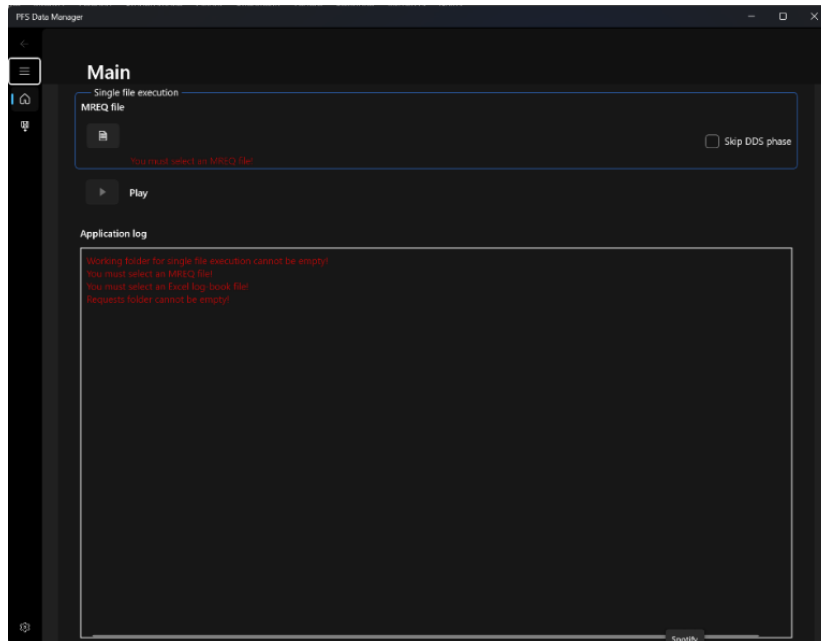 PFS Data Manager
Main
Single file execution
MREQ file
Skip DDS phase
You must select an MREQ file!
Play
Application log
Working folder for single file execution cannot be empty!
You must select an MREQ file!
You must select an Excel log-book file!
Requests folder cannot be empty!
Spotify